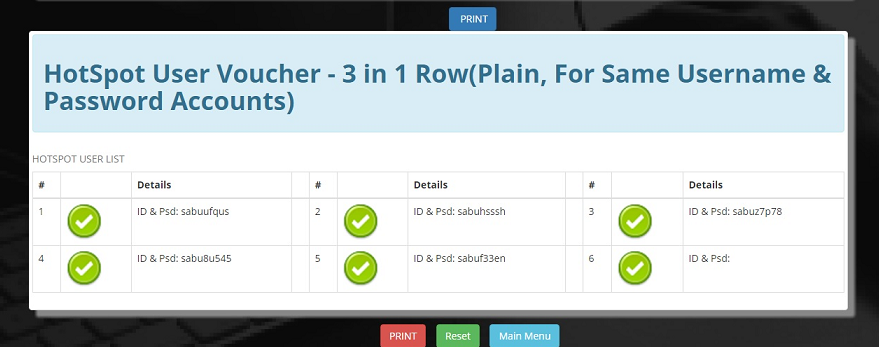 PRINT
HotSpot User Voucher - 3 in 1 Row(Plain, For Same Username &
Password Accounts)
HOTSPOT USER LIST
# Details # Details # Details
1 ID & Psd: sabuufqus 2 ID & Psd: sabuhsssh 3 ID & Psd: sabuz7p78
4 ID & Psd: sabu8u545 5 ID & Psd: sabuf33en 6 ID & Psd:
PRINT Reset Main Menu